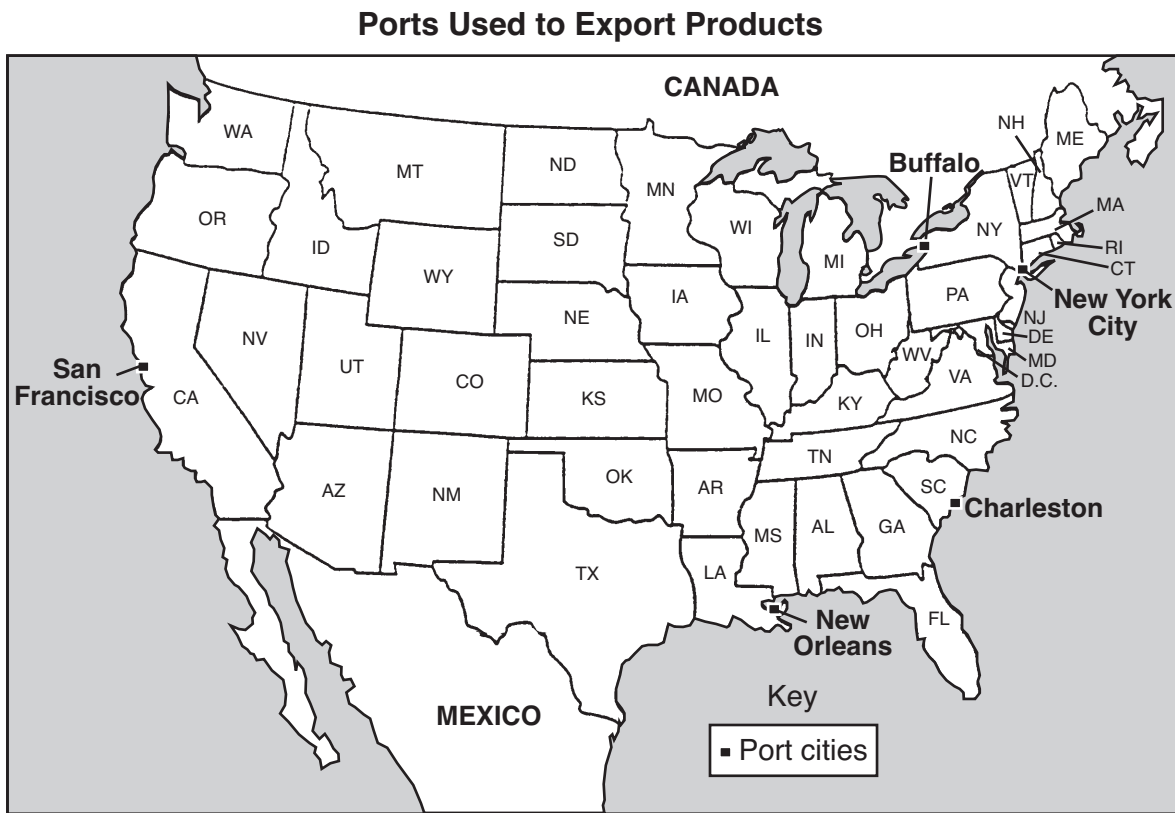 Ports Used to Export Products
CANADA
WA
MT
ND
MN
NH
ME
VT
Buffalo
OR
ID
SD
WI
MI
NY
MA
RI
CT
WY
IA
PA
New York
City
NE
NJ
DE
MD
D.C.
NV
UT
CO
IL
IN
OH
WV
VA
San
Francisco
CA
KS
MO
KY
NC
TN
AZ
NM
OK
AR
SC
Charleston
MS
AL
GA
TX
LA
FL
New
Orleans
MEXICO
Key
Port cities